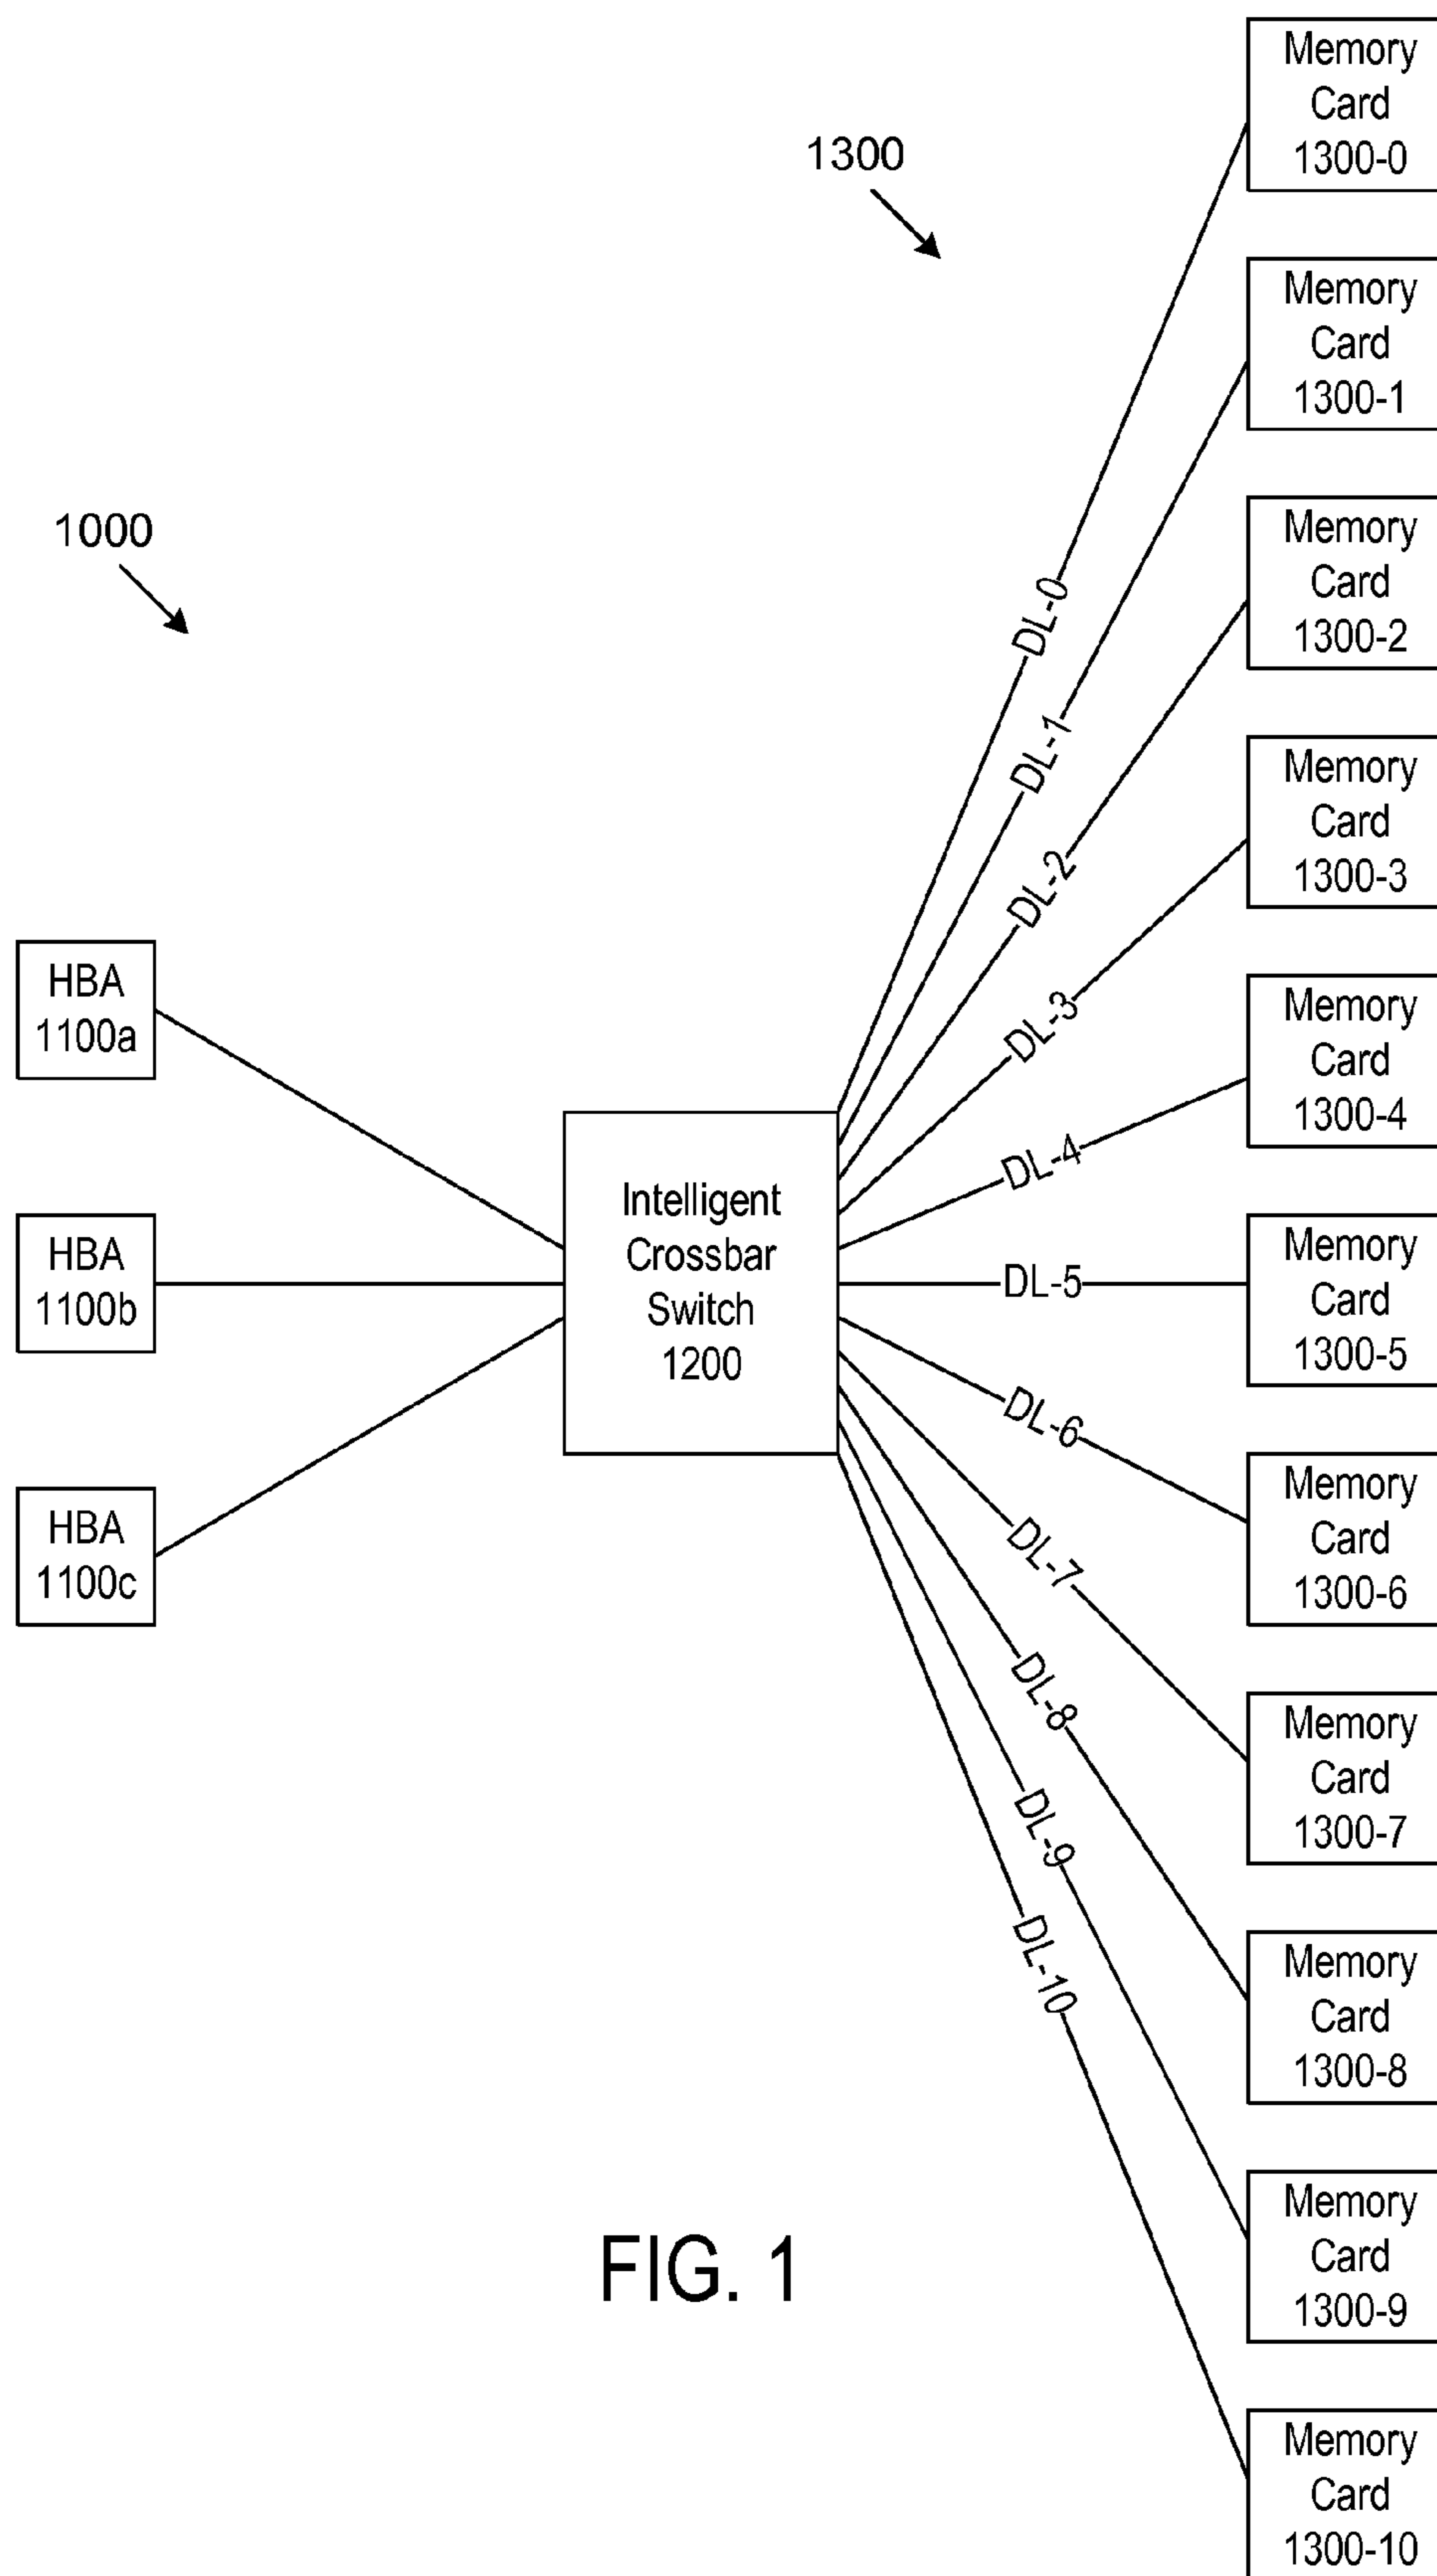 1300
1000
HBA
1100a
HBA
1100b
HBA
1100c
Intelligent
Crossbar
Switch
1200
DL-0
DL-1
DL-2
DL-3
DL-4
DL-5
DL-6
DL-7
DL-8
DL-9
DL-10
Memory
Card
1300-0
Memory
Card
1300-1
Memory
Card
1300-2
Memory
Card
1300-3
Memory
Card
1300-4
Memory
Card
1300-5
Memory
Card
1300-6
Memory
Card
1300-7
Memory
Card
1300-8
Memory
Card
1300-9
Memory
Card
1300-10
FIG. 1